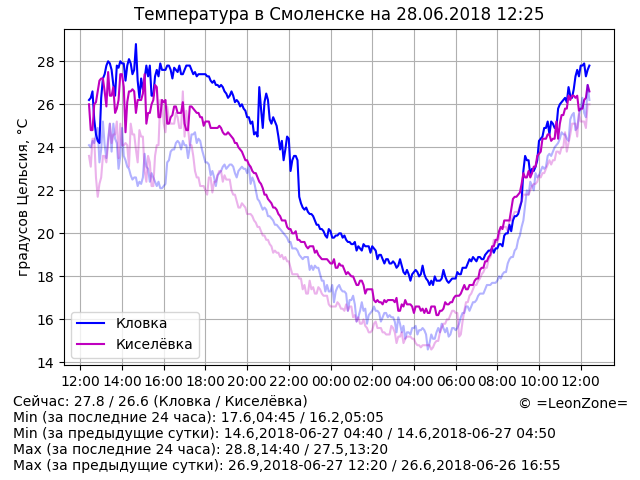 Температура в Смоленске на 28.06.2018 12:25
градусов Цельсия, °C
28
26
24
22
20
18
16
14
Кловка
Киселёвка
12:00 14:00 16:00 18:00 20:00 22:00 00:00 02:00 04:00 06:00 08:00 10:00 12:00
Сейчас: 27.8 / 26.6 (Кловка / Киселёвка)
© =LeonZone=
Min (за последние 24 часа): 17.6,04:45 / 16.2,05:05
Min (за предыдущие сутки): 14.6,2018-06-27 04:40 / 14.6,2018-06-27 04:50
Max (за последние 24 часа): 28.8,14:40 / 27.5,13:20
Max (за предыдущие сутки): 26.9,2018-06-27 12:20 / 26.6,2018-06-26 16:55